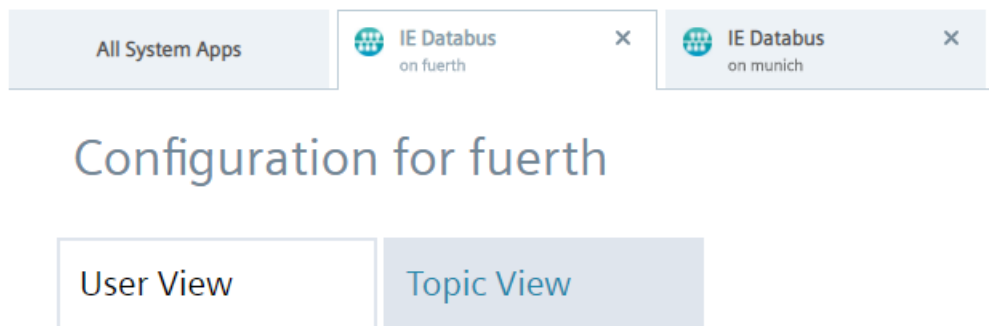 All System Apps
IE Databus
on fuerth
IE Databus
on munich
Configuration for fuerth
User View
Topic View